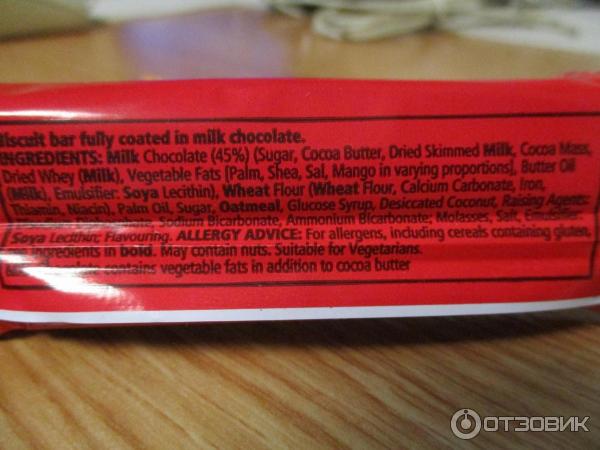 iscuit bar fully coated in milk chocolate.
INGREDIENTS: Milk Chocolate (45%) (Sugar, Cocoa Butter, Dried Skimmed Milk, Cocoa Mass,
Dried Whey (Milk), Vegetable Fats [Palm, Shea, Sal, Mango in varying proportions], Butter Oil
(Milk), Emulsifier: Soya Lecithin), Wheat Flour (Wheat Flour, Calcium Carbonate, Iron,
Thiamin, Niacin), Palm Oil, Sugar, Oatmeal, Glucose Syrup, Desiccated Coconut, Raising Agents:
Sodium Bicarbonate, Ammonium Bicarbonate; Molasses, Salt, Emulsifier:
Soya Lecithin; Flavouring. ALLERGY ADVICE: For allergens, including cereals containing gluten,
ingredients in bold. May contain nuts. Suitable for Vegetarians.
contains vegetable fats in addition to cocoa butter
ОТЗОВИК